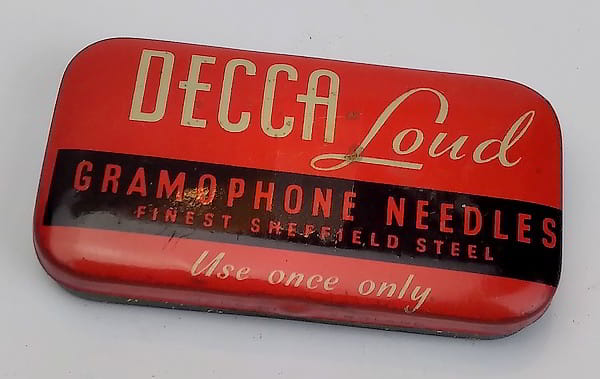 DECCA Loud
GRAMOPHONE NEEDLES
FINEST SHEFFIELD STEEL
Use once only